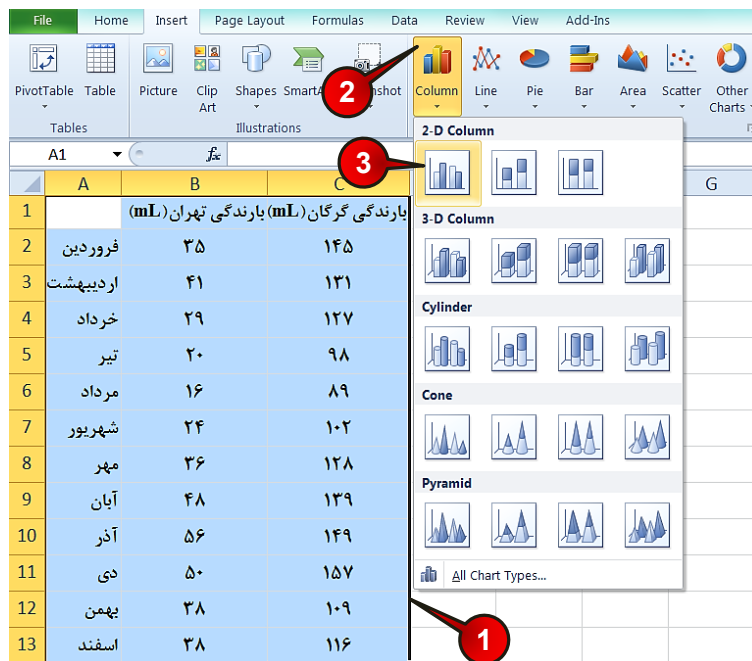 File Home Insert Page Layout Formulas Data Review View Add-Ins
PivotTable Table Picture Clip Art Shapes Column Line Pie Bar Area Scatter Other Charts
Tables Illustrations
2
2-D Column
3
A1 fx
A B C G
1 بارندگی تهران(mL) بارندگی گرگان(mL)
3-D Column
2 فروردین ۳۵ ۱۴۵
3 اردیبهشت ۴۱ ۱۳۱
Cylinder
4 خرداد ۲۹ ۱۲۷
5 تیر ۲۰ ۹۸
Cone
6 مرداد ۱۶ ۸۹
7 شهریور ۲۴ ۱۰۲
Pyramid
8 مهر ۳۶ ۱۲۸
9 آبان ۴۸ ۱۳۹
10 آذر ۵۶ ۱۴۹
11 دی ۵۰ ۱۵۷
All Chart Types...
12 بهمن ۳۸ ۱۰۹
13 اسفند ۳۸ ۱۱۶
1